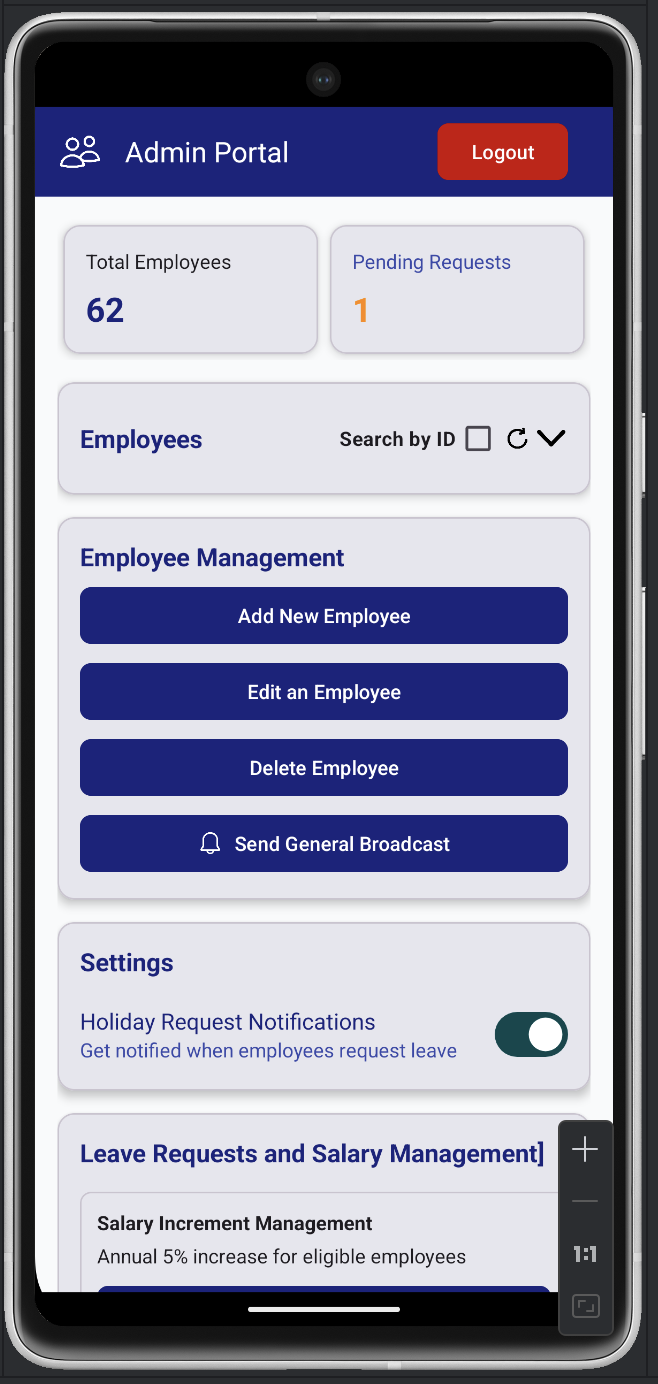 Admin Portal
Logout
Total Employees
Pending Requests
62
1
Employees
Search by ID
Employee Management
Add New Employee
Edit an Employee
Delete Employee
Send General Broadcast
Settings
Holiday Request Notifications
Get notified when employees request leave
Leave Requests and Salary Management]
Salary Increment Management
Annual 5% increase for eligible employees
1:1